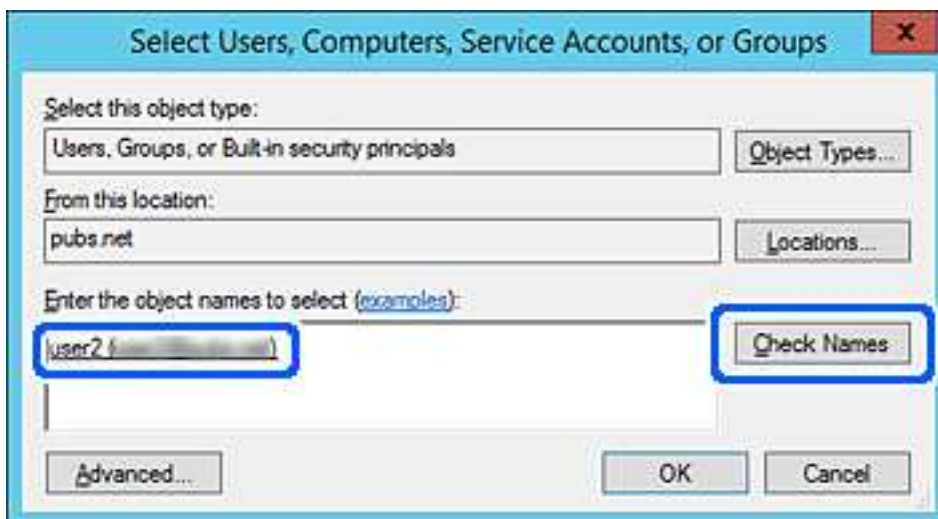 Select Users, Computers, Service Accounts, or Groups
x
Select this object type:
Users, Groups, or Built-in security principals
Object Types...
From this location:
pubs.net
Locations...
Enter the object names to select (examples):
user2 (
)
Check Names
Advanced...
OK
Cancel